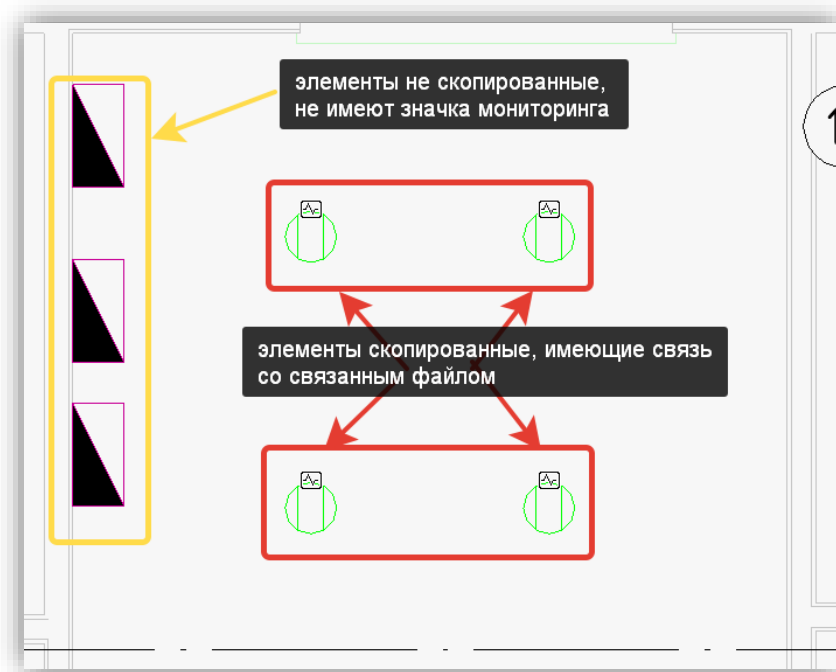 элементы не скопированные,
не имеют значка мониторинга
элементы скопированные, имеющие связь
со связанным файлом